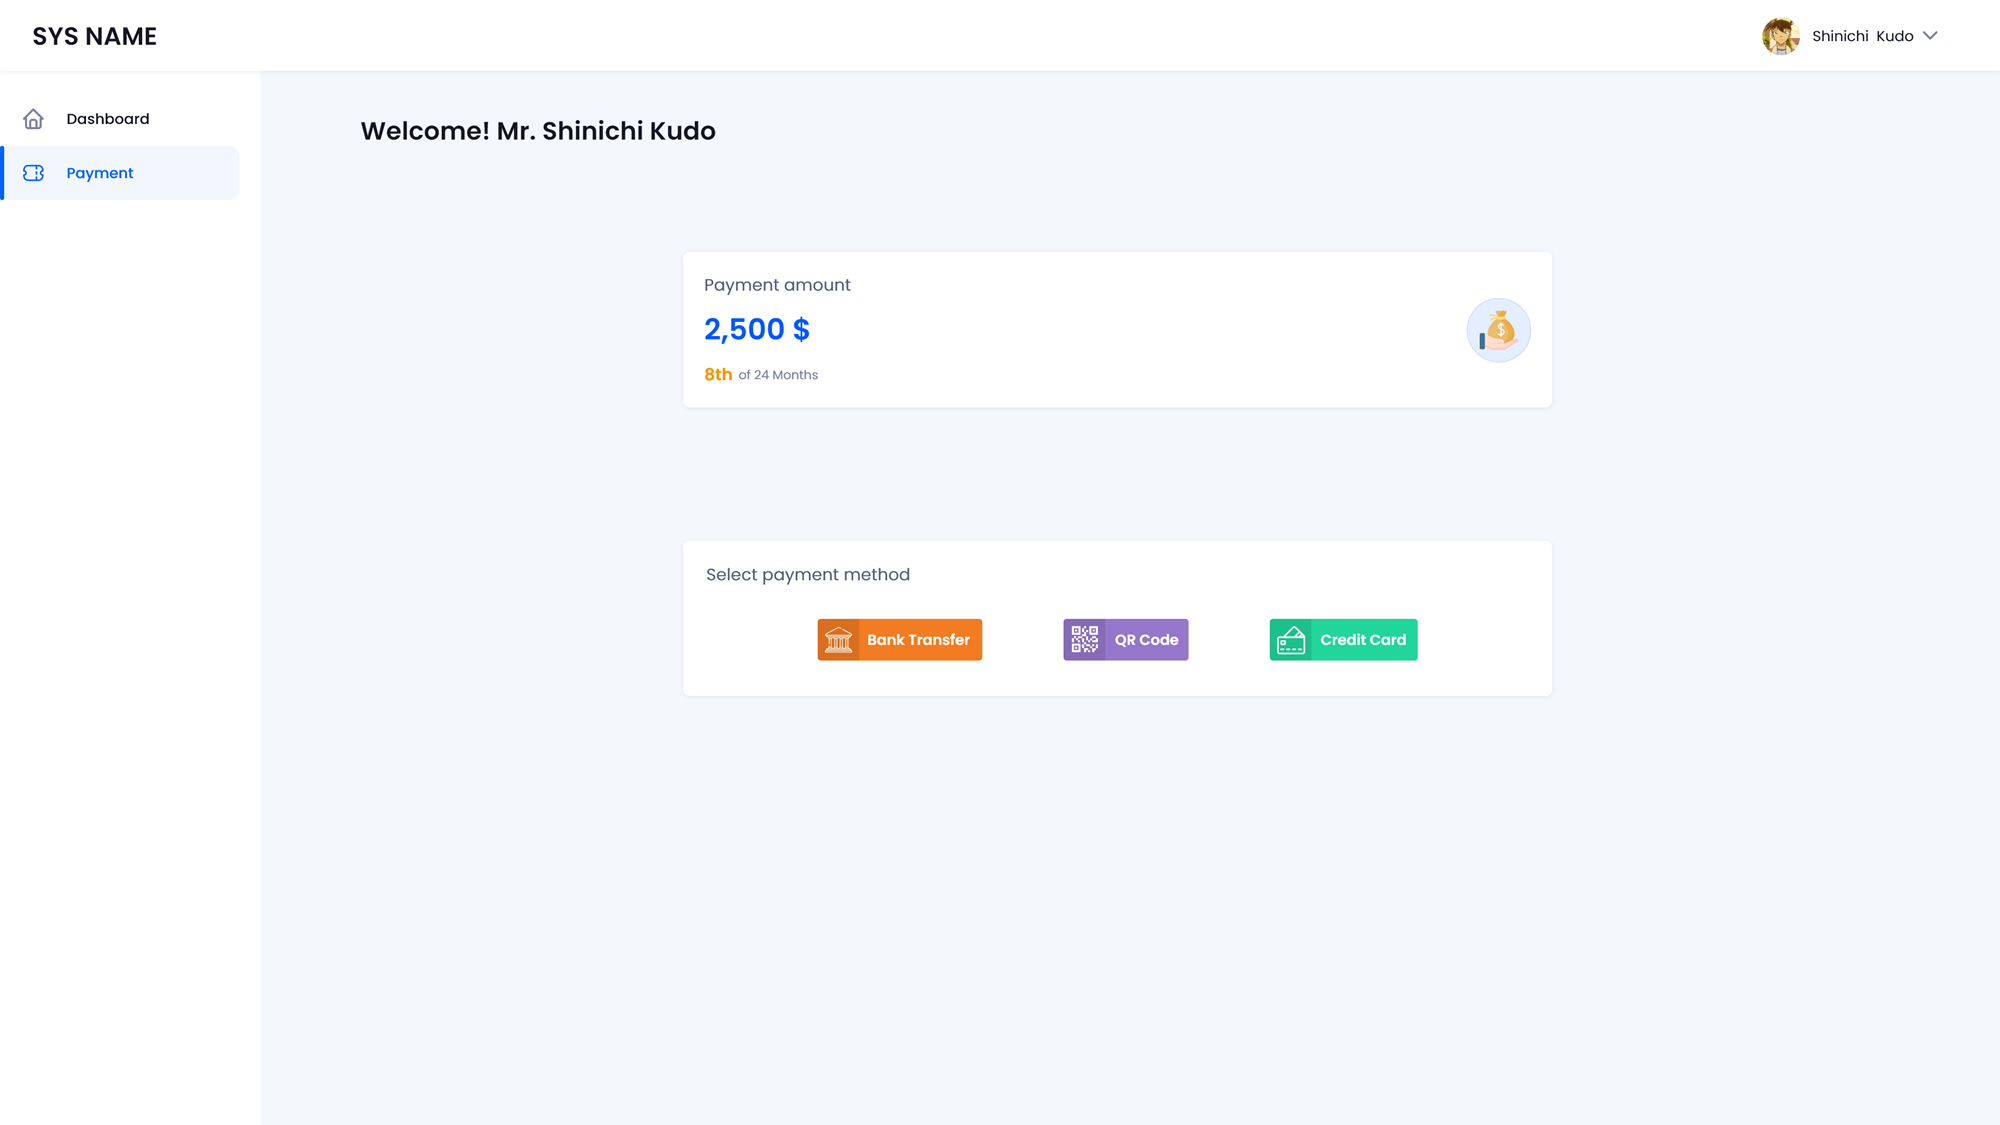 SYS NAME
Shinichi Kudo
Dashboard
Payment
Welcome! Mr. Shinichi Kudo
Payment amount
2,500 $
$
8th of 24 Months
Select payment method
Bank Transfer
QR Code
Credit Card